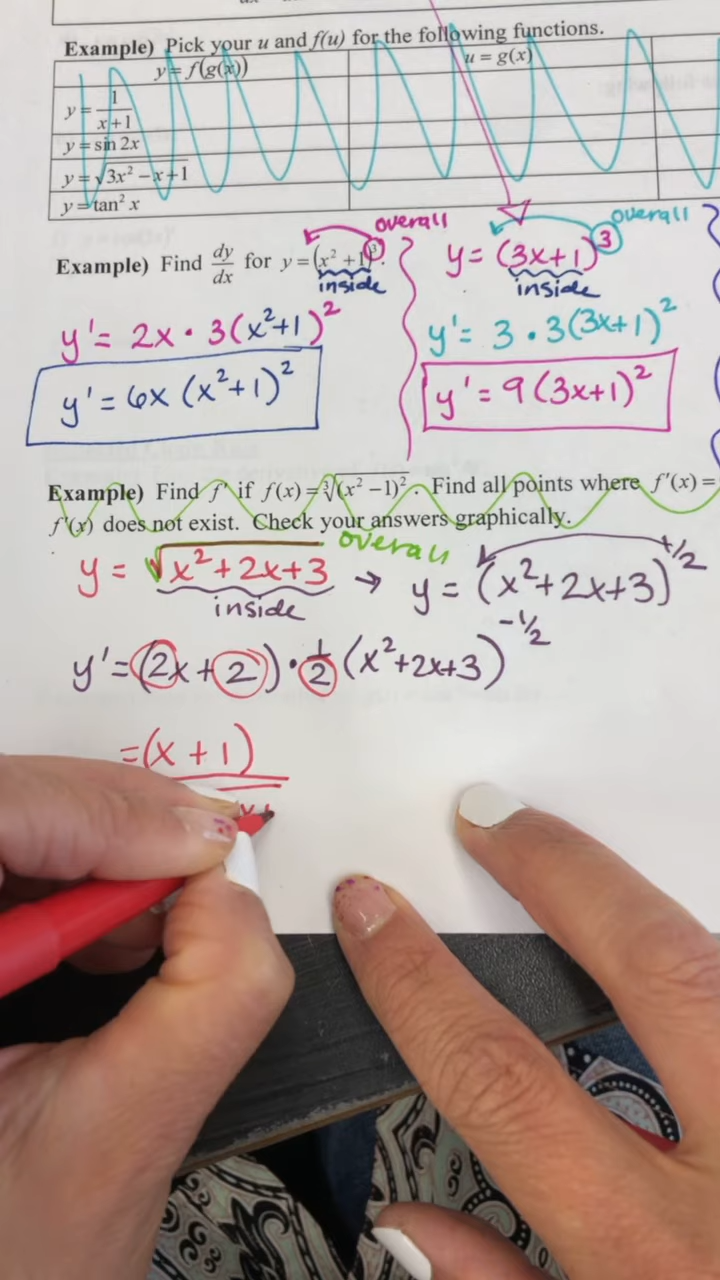 Example) Pick your u and f(u) for the following functions.
y = f(g(x)) u = g(x)
y = 1/(x+1)
y = sin 2x
y = √(3x² − x + 1)
y = tan² x
overall overall
Example) Find dy/dx for y = (x² + 1)³. y = (3x+1)³
inside inside
y' = 2x · 3(x²+1)² y' = 3 · 3(3x+1)²
y' = 6x (x²+1)² y' = 9(3x+1)²
Example) Find f' if f(x) = ∛(x² − 1)². Find all points where f'(x) =
f'(x) does not exist. Check your answers graphically.
overall
y = √(x²+2x+3) → y = (x²+2x+3)^(+1/2)
inside
y' = (2x + 2) · 1/2 (x²+2x+3)^(-1/2)
= (x + 1)